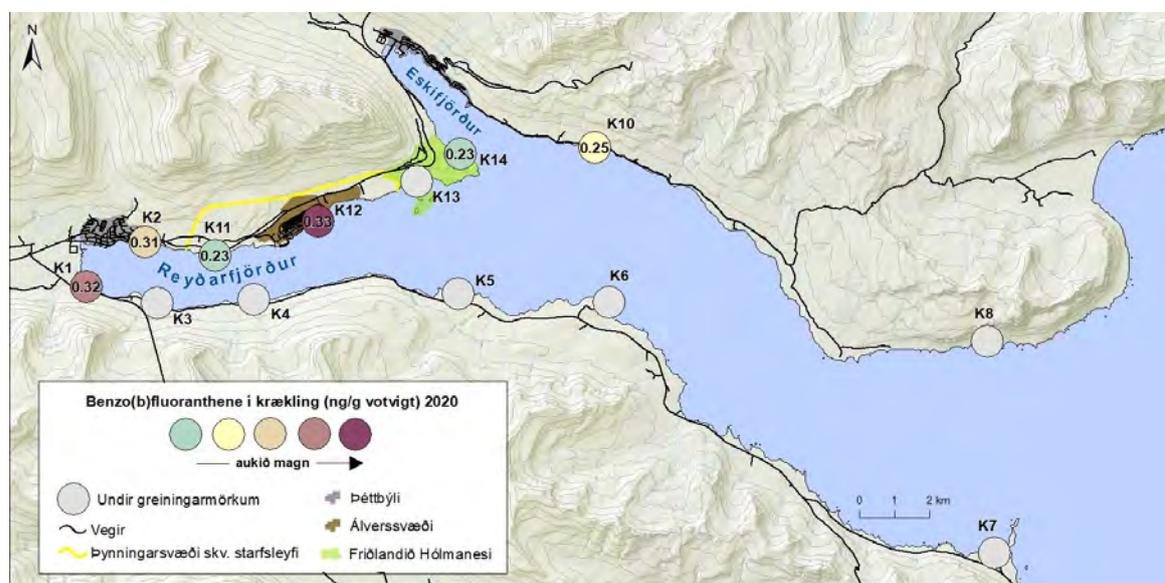 N
Eskifjörður
K10
0.25
0.23
K14
K13
K12
0.33
K2
0.31
K11
0.23
Reyðarfjörður
K1
0.32
K3
K4
K5
K6
K8
K7
Benzo(b)fluoranthene i krækling (ng/g votvigt) 2020
aukið magn
Undir greiningarmörkum
Vegir
Þynningarsvæði skv. starfsleyfi
Þéttbýli
Álverssvæði
Friðlandið Hólmanesi
0 1 2 km